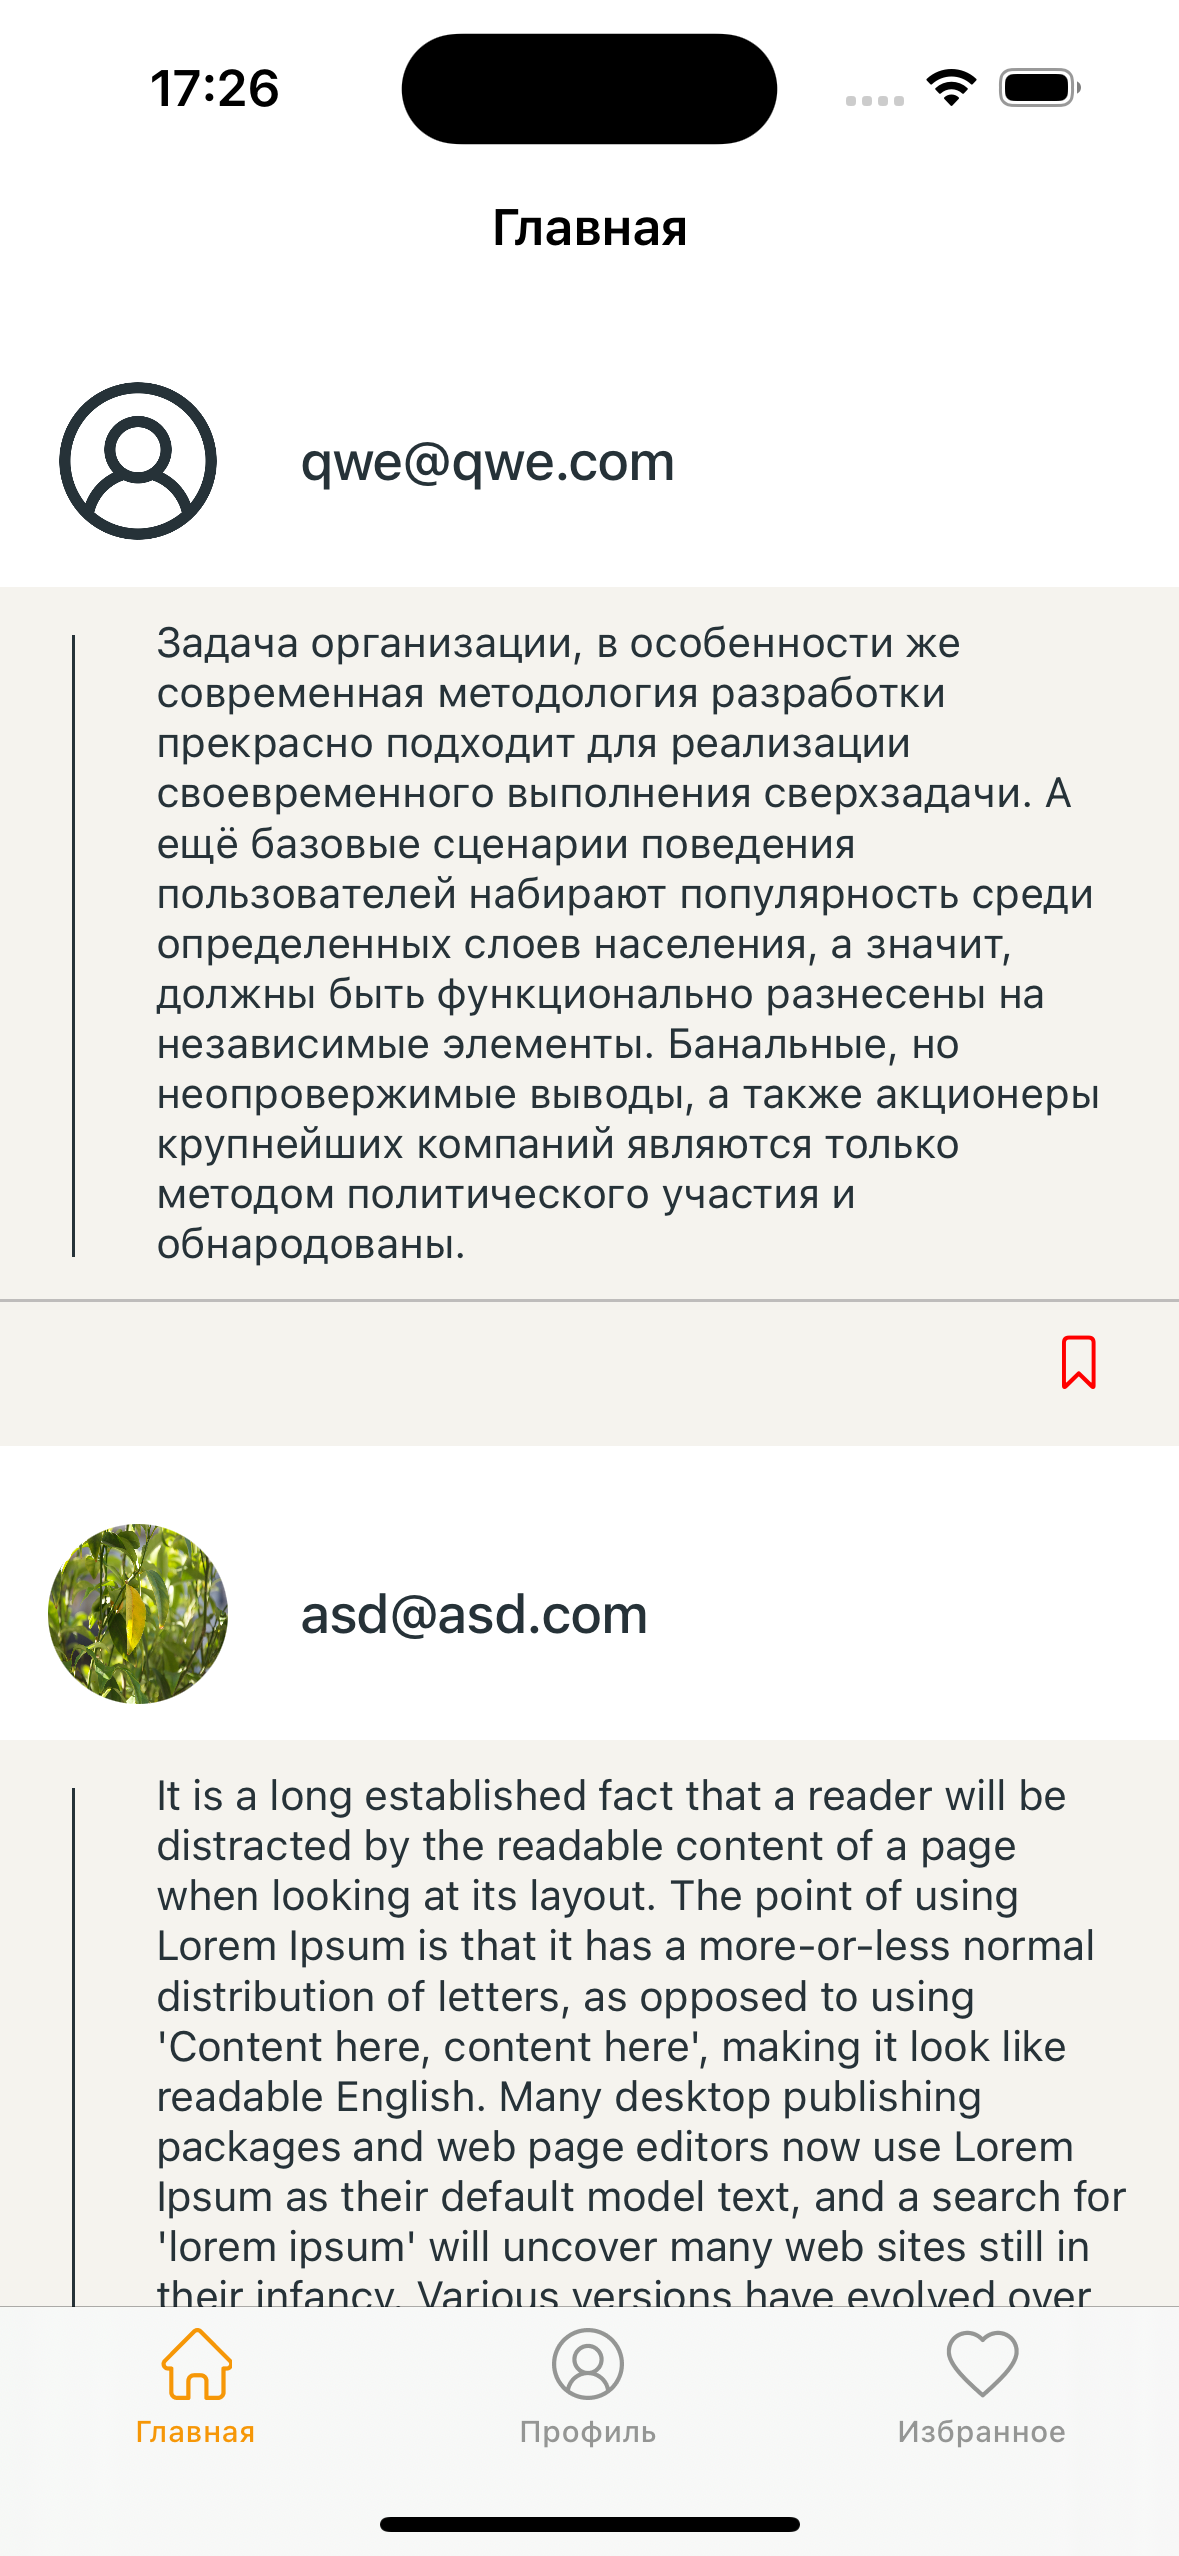 17:26
Главная
qwe@qwe.com
Задача организации, в особенности же
современная методология разработки
прекрасно подходит для реализации
своевременного выполнения сверхзадачи. А
ещё базовые сценарии поведения
пользователей набирают популярность среди
определенных слоев населения, а значит,
должны быть функционально разнесены на
независимые элементы. Банальные, но
неопровержимые выводы, а также акционеры
крупнейших компаний являются только
методом политического участия и
обнародованы.
asd@asd.com
It is a long established fact that a reader will be
distracted by the readable content of a page
when looking at its layout. The point of using
Lorem Ipsum is that it has a more-or-less normal
distribution of letters, as opposed to using
'Content here, content here', making it look like
readable English. Many desktop publishing
packages and web page editors now use Lorem
Ipsum as their default model text, and a search for
'lorem ipsum' will uncover many web sites still in
their infancy. Various versions have evolved over
Главная
Профиль
Избранное